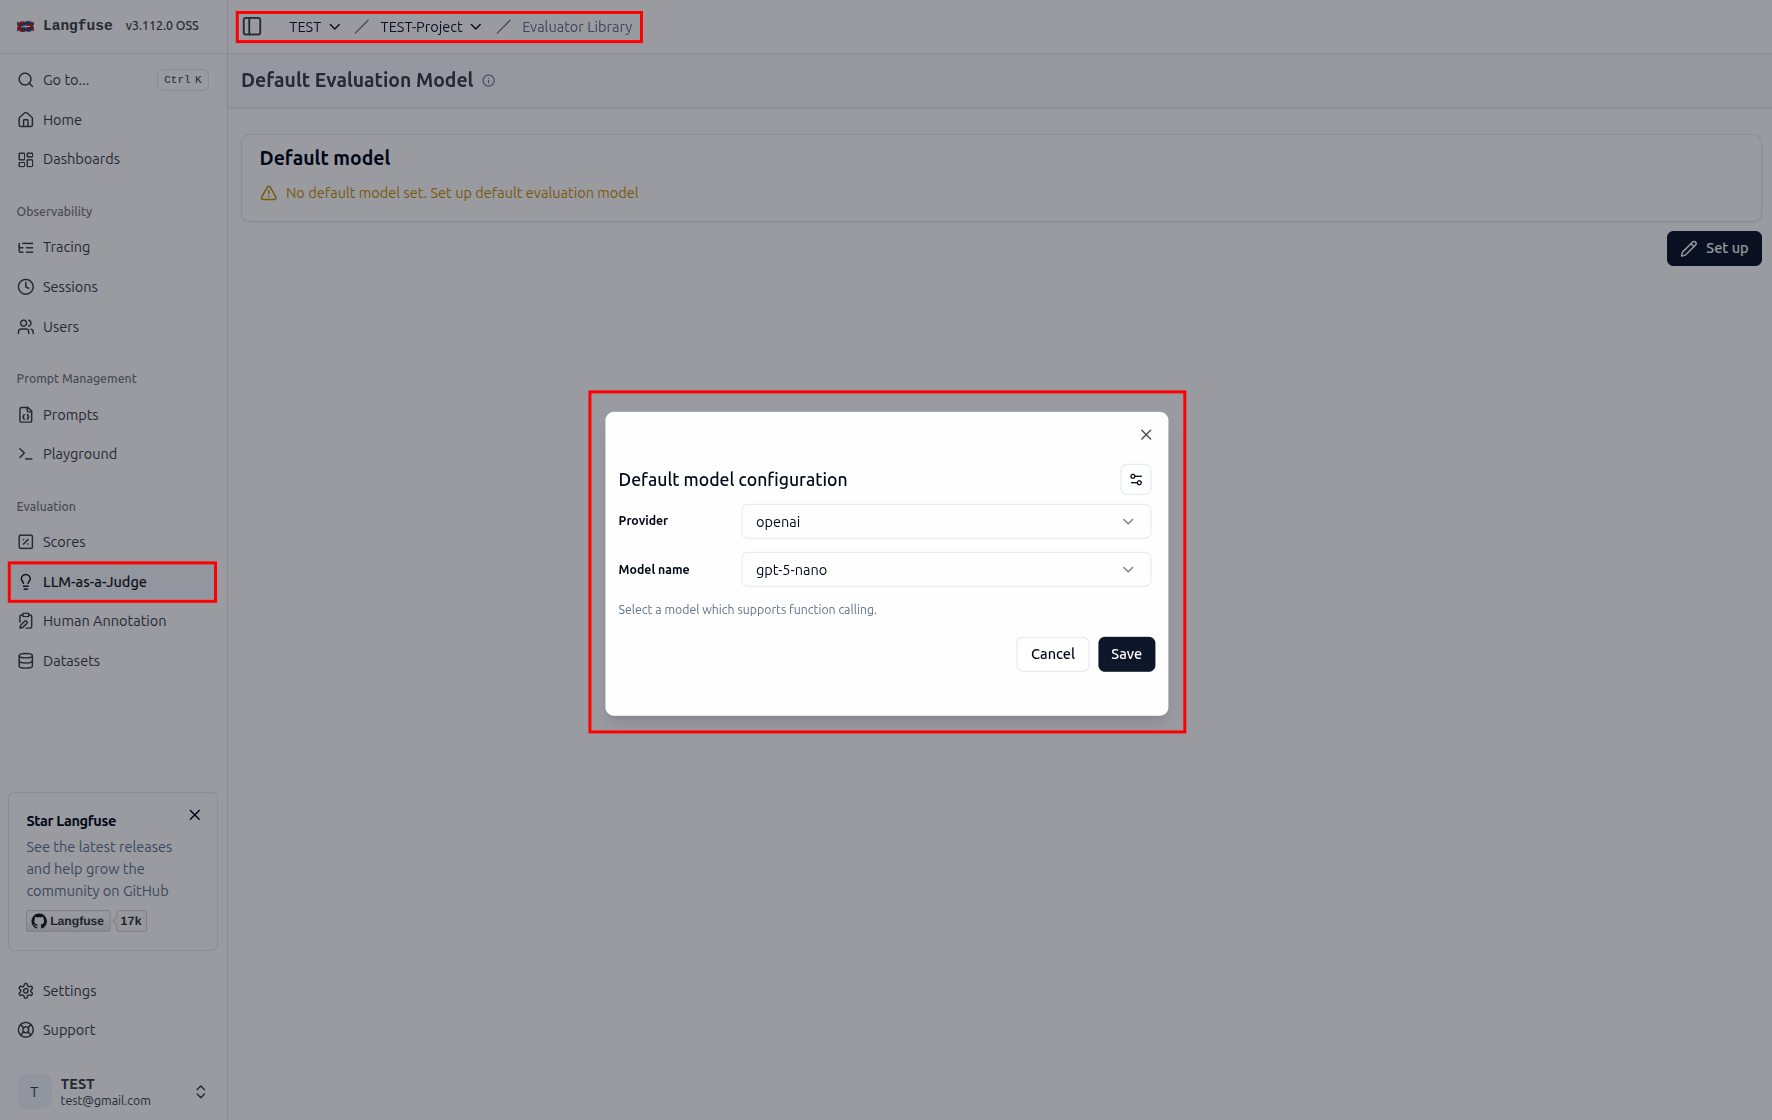 Langfuse v3.112.0 OSS
TEST / TEST-Project / Evaluator Library
Go to... Ctrl K
Home
Dashboards
Observability
Tracing
Sessions
Users
Prompt Management
Prompts
Playground
Evaluation
Scores
LLM-as-a-Judge
Human Annotation
Datasets
Star Langfuse
See the latest releases
and help grow the
community on GitHub
Langfuse 17k
Settings
Support
T
TEST
test@gmail.com
Default Evaluation Model
Default model
No default model set. Set up default evaluation model
Set up
Default model configuration
Provider openai
Model name gpt-5-nano
Select a model which supports function calling.
Cancel Save